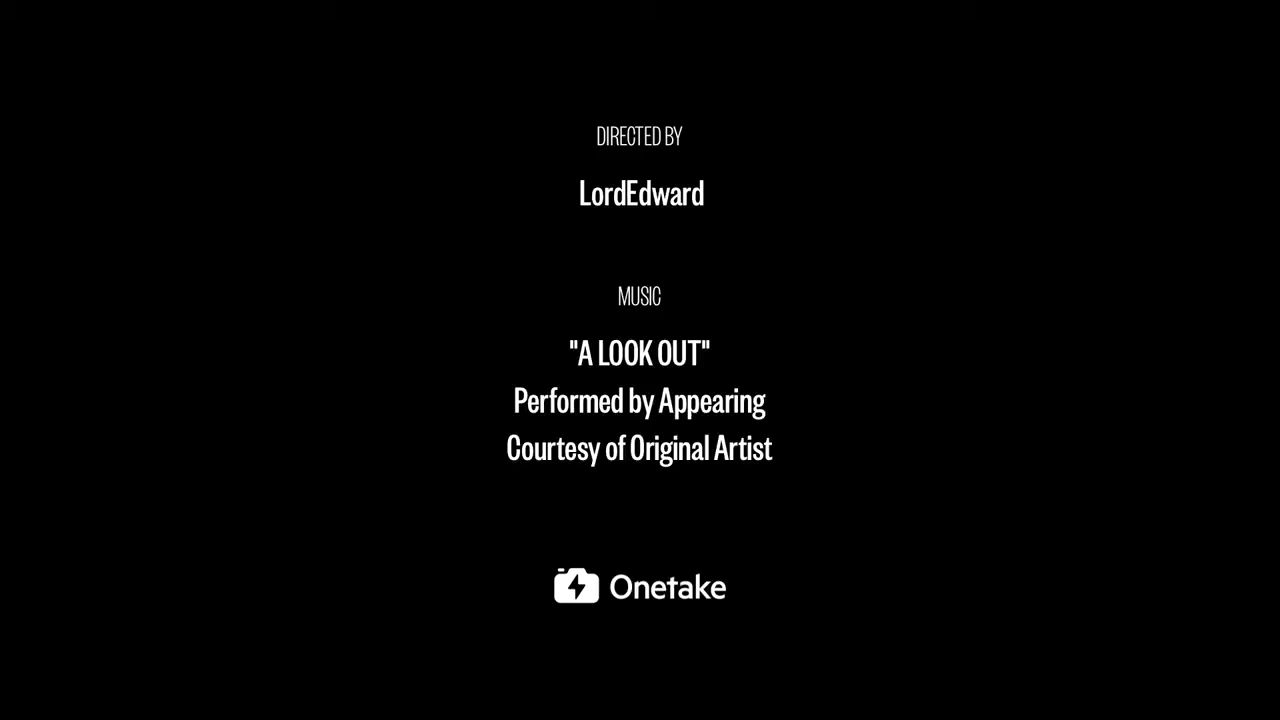 DIRECTED BY
LordEdward
MUSIC
"A LOOK OUT"
Performed by Appearing
Courtesy of Original Artist
Onetake